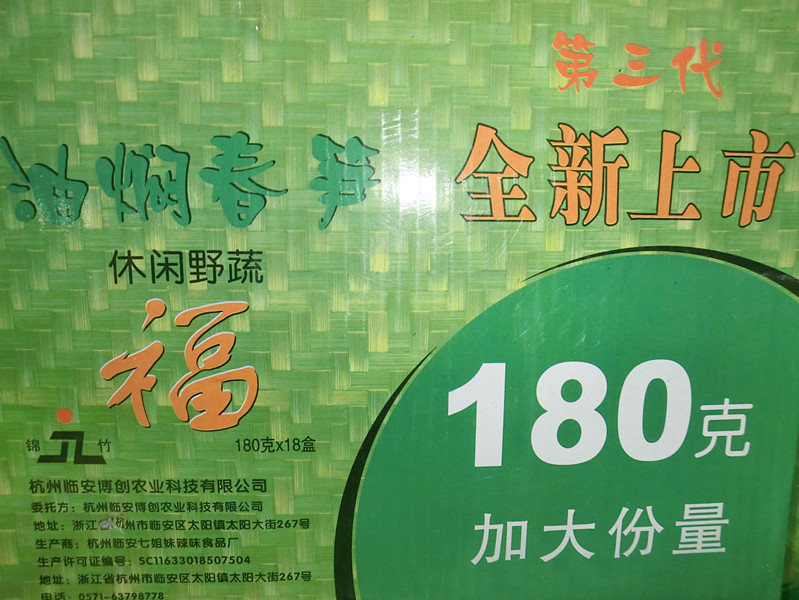 第三代
油焖春笋
全新上市
休闲野蔬
福
锦竹
180克x18盒
180克
加大份量
杭州临安博创农业科技有限公司
委托方：杭州临安博创农业科技有限公司
地址：浙江 杭州市临安区太阳镇太阳大街267号
生产商：杭州临安七姐妹辣味食品厂
生产许可证编号：SC11633018507504
地址：浙江省杭州市临安区太阳镇太阳大街267号
电话：0571-63798778